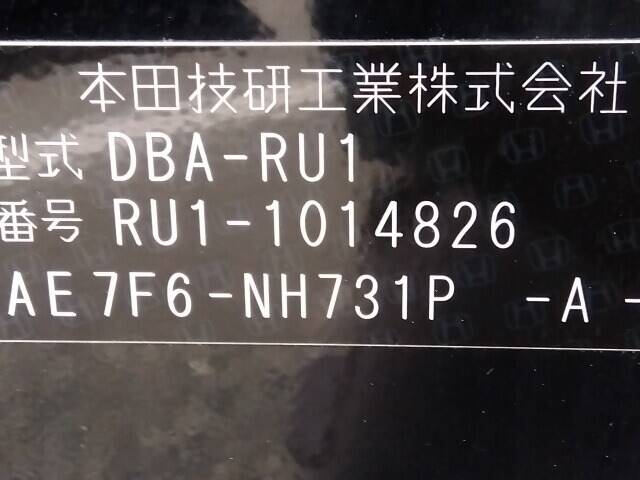 本田技研工業株式会社
型式 DBA-RU1
番号 RU1-1014826
AE7F6-NH731P -A-